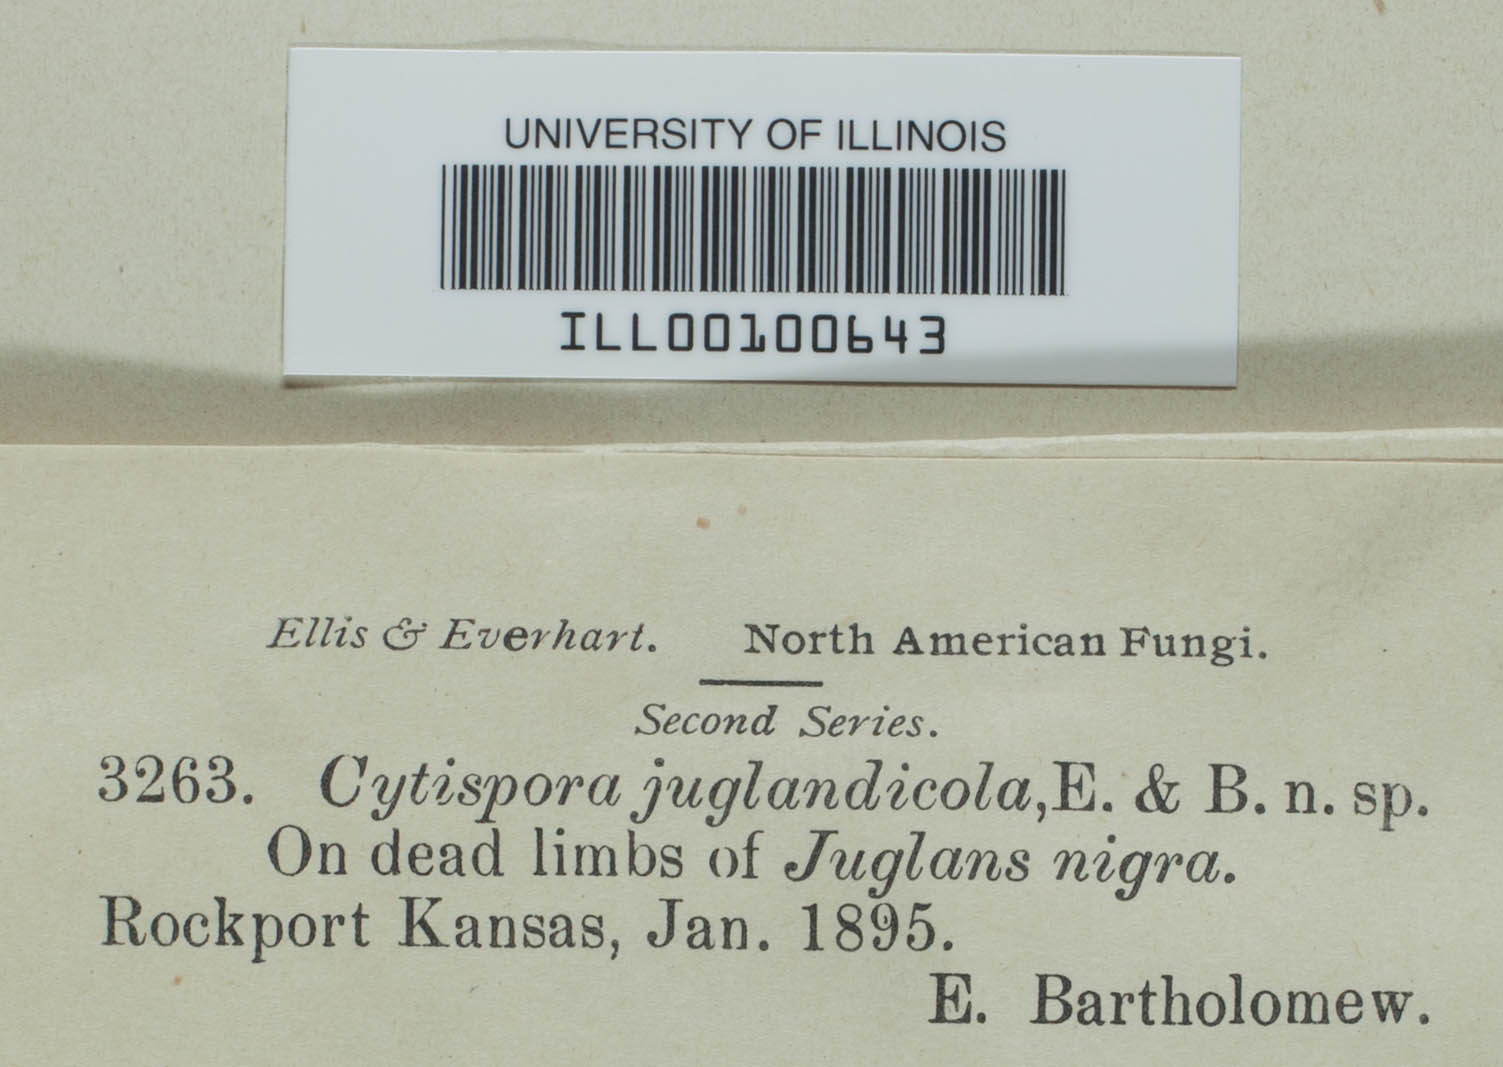 UNIVERSITY OF ILLINOIS
ILL00100643
Ellis & Everhart. North American Fungi.
Second Series.
3263. Cytispora juglandicola, E. & B. n. sp.
On dead limbs of Juglans nigra.
Rockport Kansas, Jan. 1895.
E. Bartholomew.